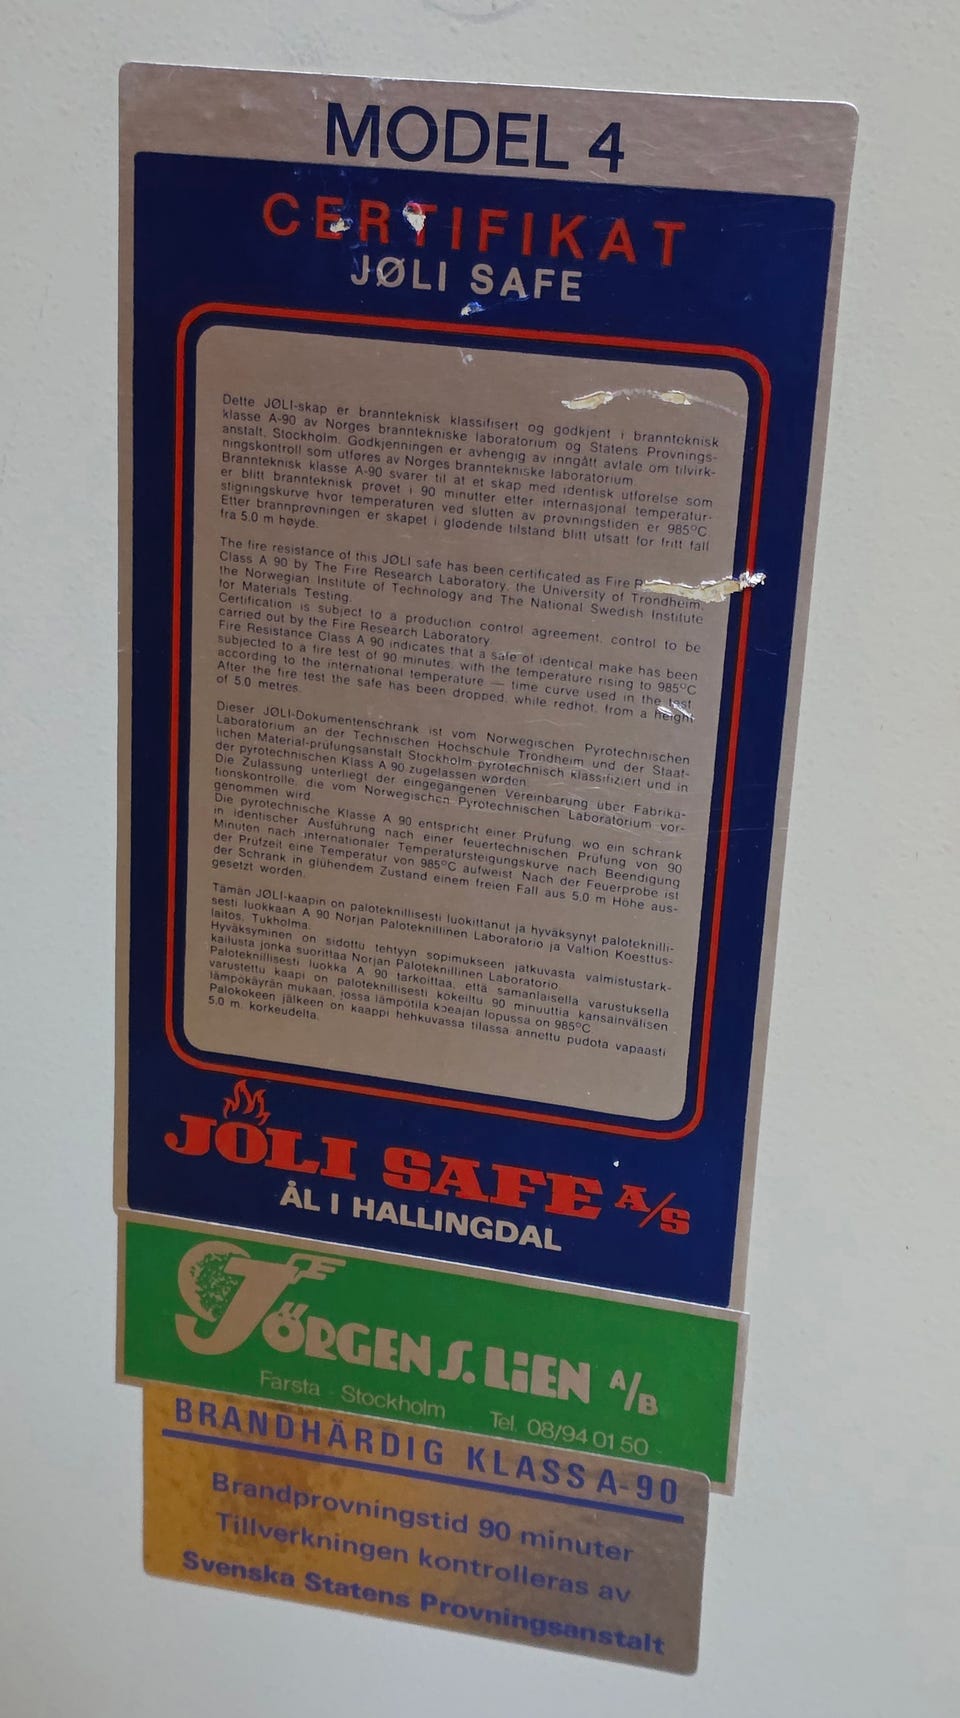 MODEL 4
CERTIFIKAT
JØLI SAFE
Dette JØLI-skap er brannteknisk klassifisert og godkjent i brannteknisk
klasse A-90 av Norges branntekniske laboratorium og Statens Provnings-
anstalt, Stockholm. Godkjenningen er avhengig av inngått avtale om tilvirk-
ningskontroll som utføres av Norges branntekniske laboratorium.
Brannteknisk klasse A-90 svarer til at et skap med identisk utførelse som
er blitt brannteknisk prøvet i 90 minutter etter internasjonal temperatur-
stigningskurve hvor temperaturen ved slutten av prøvningstiden er 985°C.
Etter brannprøvningen er skapet i glødende tilstand blitt utsatt for fritt fall
fra 5.0 m høyde.
The fire resistance of this JØLI safe has been certificated as Fire
Class A 90 by The Fire Research Laboratory, the University of Trondheim,
the Norwegian Institute of Technology and The National Swedish Institute
for Materials Testing.
Certification is subject to a production control agreement, control to be
carried out by the Fire Research Laboratory.
Fire Resistance Class A 90 indicates that a safe of identical make has been
subjected to a fire test of 90 minutes, with the temperature rising to 985°C
according to the international temperature — time curve used in the test.
After the fire test the safe has been dropped, while redhot, from a height
of 5.0 metres.
Dieser JØLI-Dokumentenschrank ist vom Norwegischen Pyrotechnischen
Laboratorium an der Technischen Hochschule Trondheim und der Staat-
lichen Material-prüfungsanstalt Stockholm pyrotechnisch klassifiziert und in
der pyrotechnischen Klass A 90 zugelassen worden.
Die Zulassung unterliegt der eingegangenen Vereinbarung über Fabrika-
tionskontrolle, die vom Norwegischen Pyrotechnischen Laboratorium vor-
genommen wird.
Die pyrotechnische Klasse A 90 entspricht einer Prüfung, wo ein schrank
in identischer Ausführung nach einer feuertechnischen Prüfung von 90
Minuten nach internationaler Temperatursteigungskurve nach Beendigung
der Prüfzeit eine Temperatur von 985°C aufweist. Nach der Feuerprobe ist
der Schrank in glühendem Zustand einem freien Fall aus 5.0 m Höhe aus-
gesetzt worden.
Tämän JØLI-kaapin on paloteknillisesti luokittanut ja hyväksynyt paloteknilli-
sesti luokkaan A 90 Norjan Paloteknillinen Laboratorio ja Valtion Koesttus-
laitos, Tukholma.
Hyväksyminen on sidottu tehtyyn sopimukseen jatkuvasta valmistustark-
kailusta jonka suorittaa Norjan Paloteknillinen Laboratorio.
Paloteknillisesti luokka A 90 tarkoittaa, että samanlaisella varustuksella
varustettu kaapi on paloteknillisesti kokeiltu 90 minuuttia kansainvälisen
lämpökäyrän mukaan, jossa lämpötila koeajan lopussa on 985°C
Palokokeen jälkeen on kaappi hehkuvassa tilassa annettu pudota vapaasti
5.0 m. korkeudelta.
JØLI SAFE A/S
ÅL I HALLINGDAL
JÖRGEN S. LiEN A/B
Farsta - Stockholm Tel. 08/94 01 50
BRANDHÄRDIG KLASS A-90
Brandprovningstid 90 minuter
Tillverkningen kontrolleras av
Svenska Statens Provningsanstalt